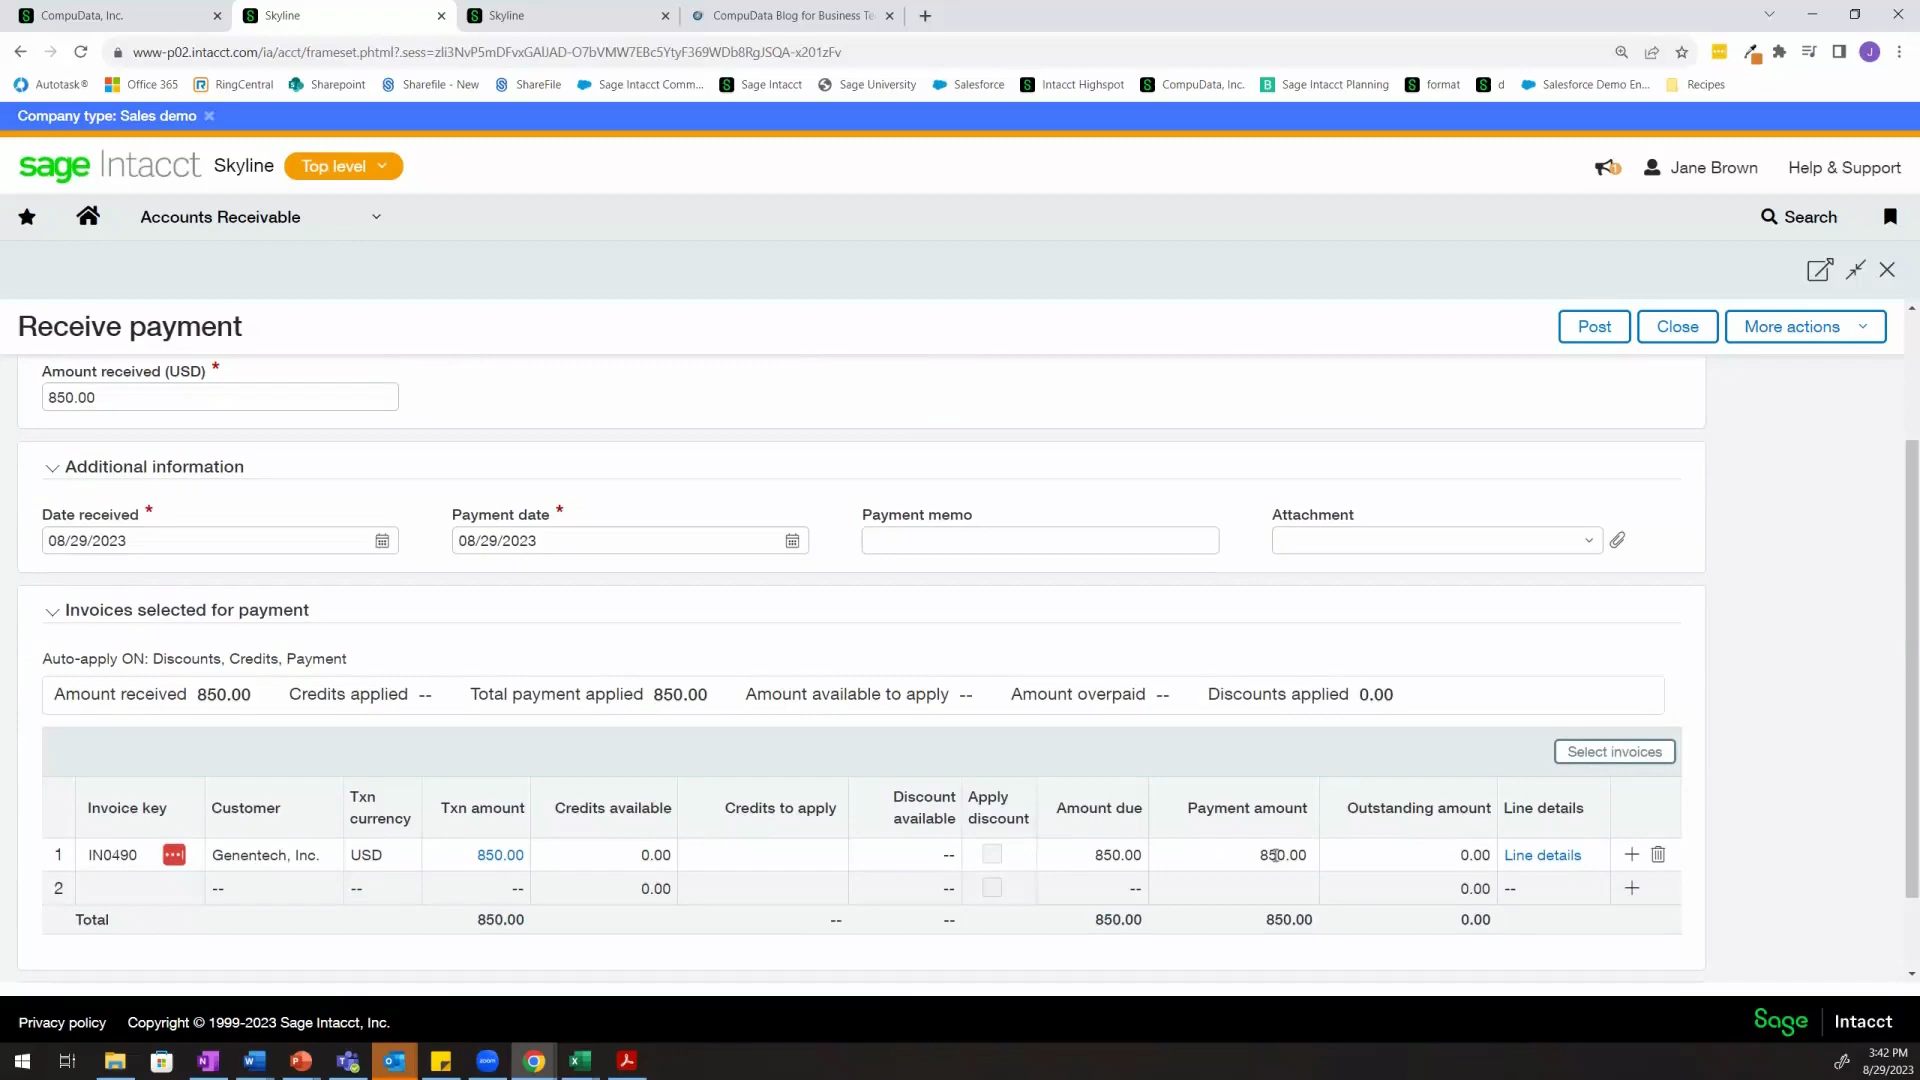 CompuData, Inc.
Skyline
Skyline
CompuData Blog for Business Te
www-p02.intacct.com/ia/acct/frameset.phtml?.sess=zli3NvP5mDFvxGAlJAD-O7bVMW7EBc5YtyF369WDb8RgJSQA-x201zFv
Autotask®
Office 365
RingCentral
Sharepoint
Sharefile - New
ShareFile
Sage Intacct Comm...
Sage Intacct
Sage University
Salesforce
Intacct Highspot
CompuData, Inc.
Sage Intacct Planning
format
d
Salesforce Demo En...
Recipes
Company type: Sales demo
sage Intacct Skyline Top level
Jane Brown Help & Support
Accounts Receivable
Search
Receive payment
Post Close More actions
Amount received (USD) *
850.00
Additional information
Date received * Payment date * Payment memo Attachment
08/29/2023 08/29/2023
Invoices selected for payment
Auto-apply ON: Discounts, Credits, Payment
Amount received 850.00 Credits applied -- Total payment applied 850.00 Amount available to apply -- Amount overpaid -- Discounts applied 0.00
Select invoices
Invoice key Customer Txn currency Txn amount Credits available Credits to apply Discount available Apply discount Amount due Payment amount Outstanding amount Line details
1 IN0490 Genentech, Inc. USD 850.00 0.00 -- 850.00 850.00 0.00 Line details
2 -- -- -- 0.00 -- -- 0.00 --
Total 850.00 -- -- 850.00 850.00 0.00
Privacy policy Copyright © 1999-2023 Sage Intacct, Inc.
Sage Intacct
3:42 PM
8/29/2023